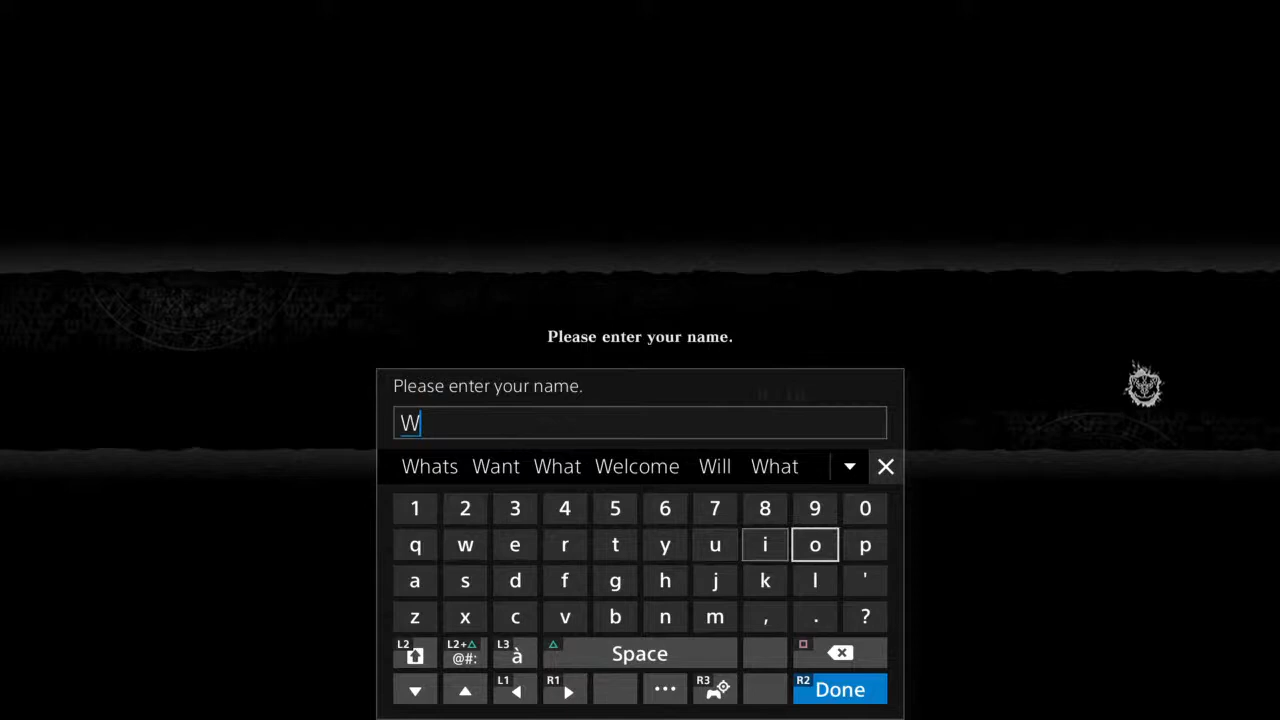 Please enter your name.
Please enter your name.
W
Whats Want What Welcome Will What
1 2 3 4 5 6 7 8 9 0
q w e r t y u i o p
a s d f g h j k l '
z x c v b n m , . ?
L2 L2+△ @#: L3 à △ Space □
L1 R1 ... R3 R2 Done